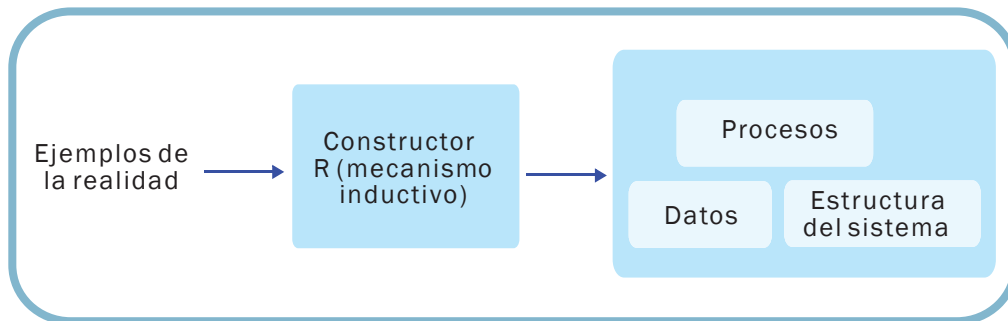 Ejemplos de
la realidad
Constructor
R (mecanismo
inductivo)
Procesos
Datos
Estructura
del sistema